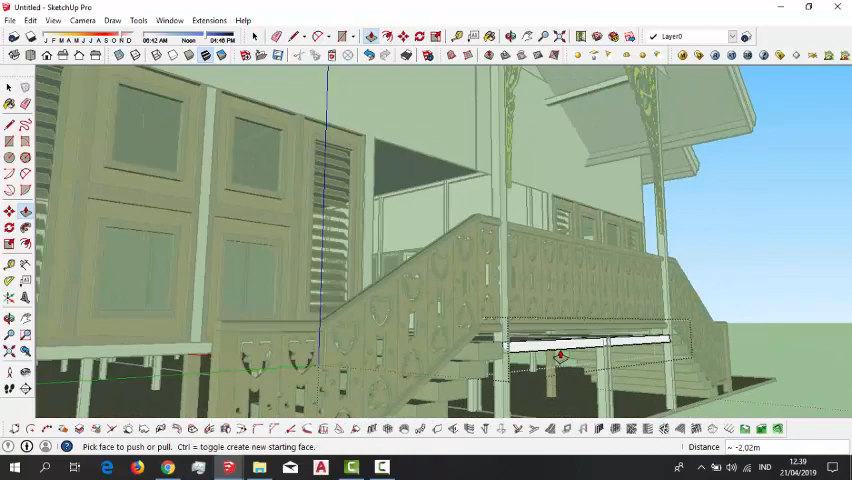 Untitled - SketchUp Pro
File Edit View Camera Draw Tools Window Extensions Help
J F M A M J J A S O N D 06:42 AM Noon 04:46 PM
Layer0
Pick face to push or pull. Ctrl = toggle create new starting face.
Distance ~ -2,02m
IND
12.39
21/04/2019